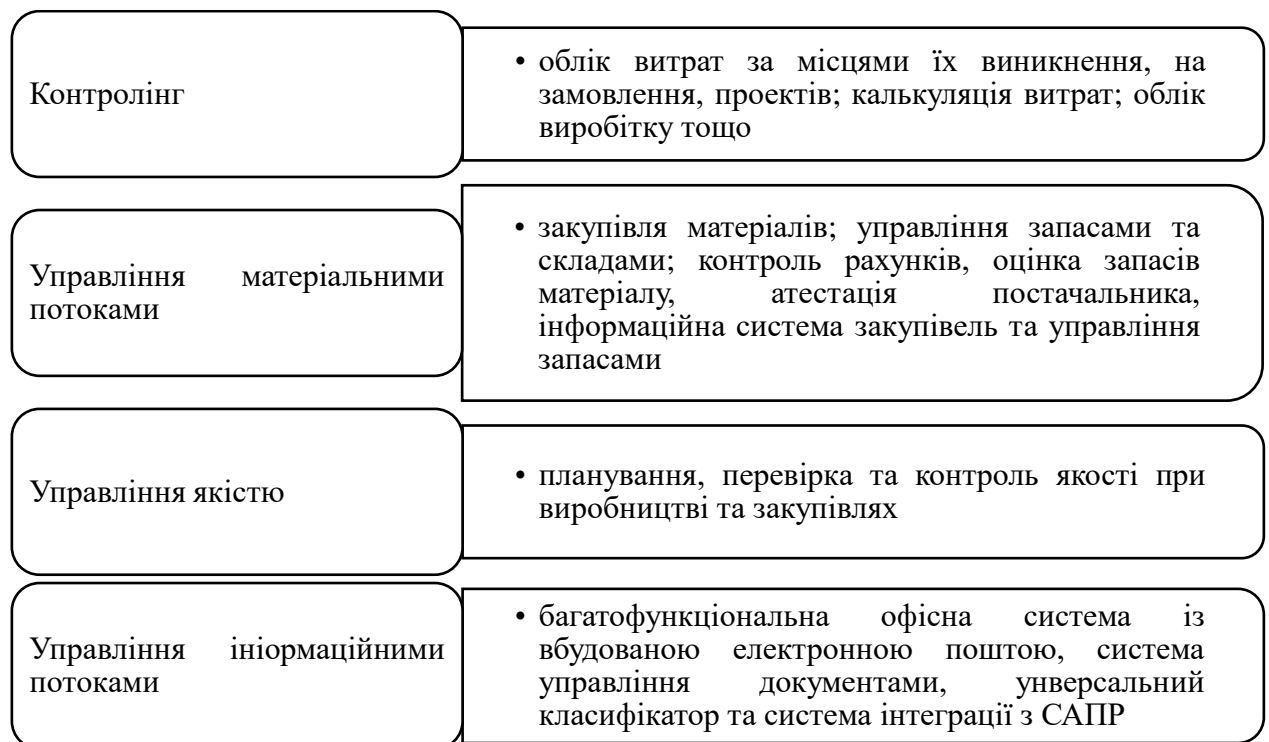 Контролінг
• облік витрат за місцями їх виникнення, на
замовлення, проектів; калькуляція витрат; облік
виробітку тощо
Управління матеріальними
потоками
• закупівля матеріалів; управління запасами та
складами; контроль рахунків, оцінка запасів
матеріалу, атестація постачальника,
інформаційна система закупівель та управління
запасами
Управління якістю
• планування, перевірка та контроль якості при
виробництві та закупівлях
Управління ініормаційними
потоками
• багатофункціональна офісна система із
вбудованою електронною поштою, система
управління документами, унверсальний
класифікатор та система інтеграції з САПР